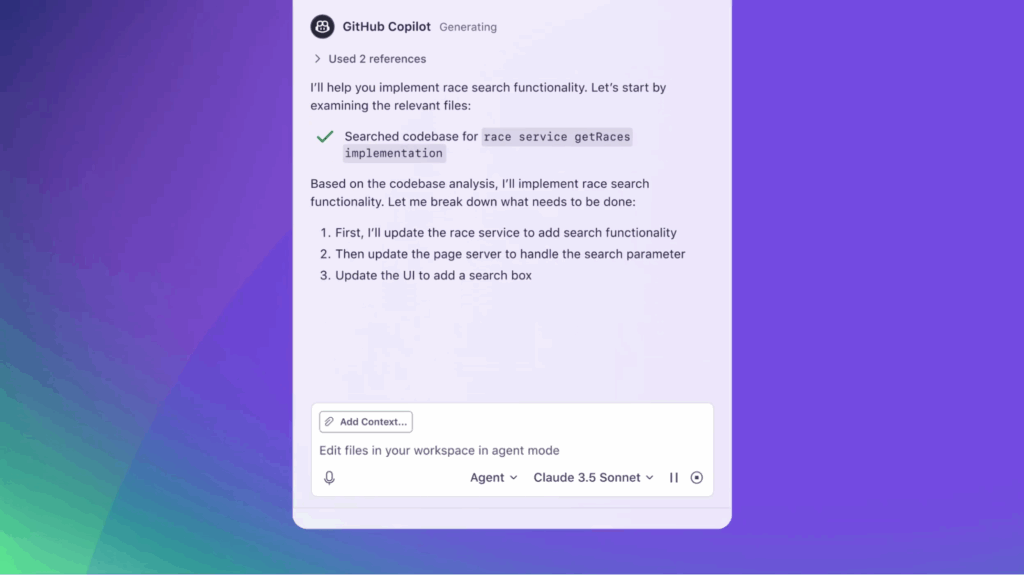 GitHub Copilot Generating
Used 2 references
I’ll help you implement race search functionality. Let’s start by
examining the relevant files:
Searched codebase for race service getRaces
implementation
Based on the codebase analysis, I’ll implement race search
functionality. Let me break down what needs to be done:
1. First, I’ll update the race service to add search functionality
2. Then update the page server to handle the search parameter
3. Update the UI to add a search box
Add Context...
Edit files in your workspace in agent mode
Agent Claude 3.5 Sonnet